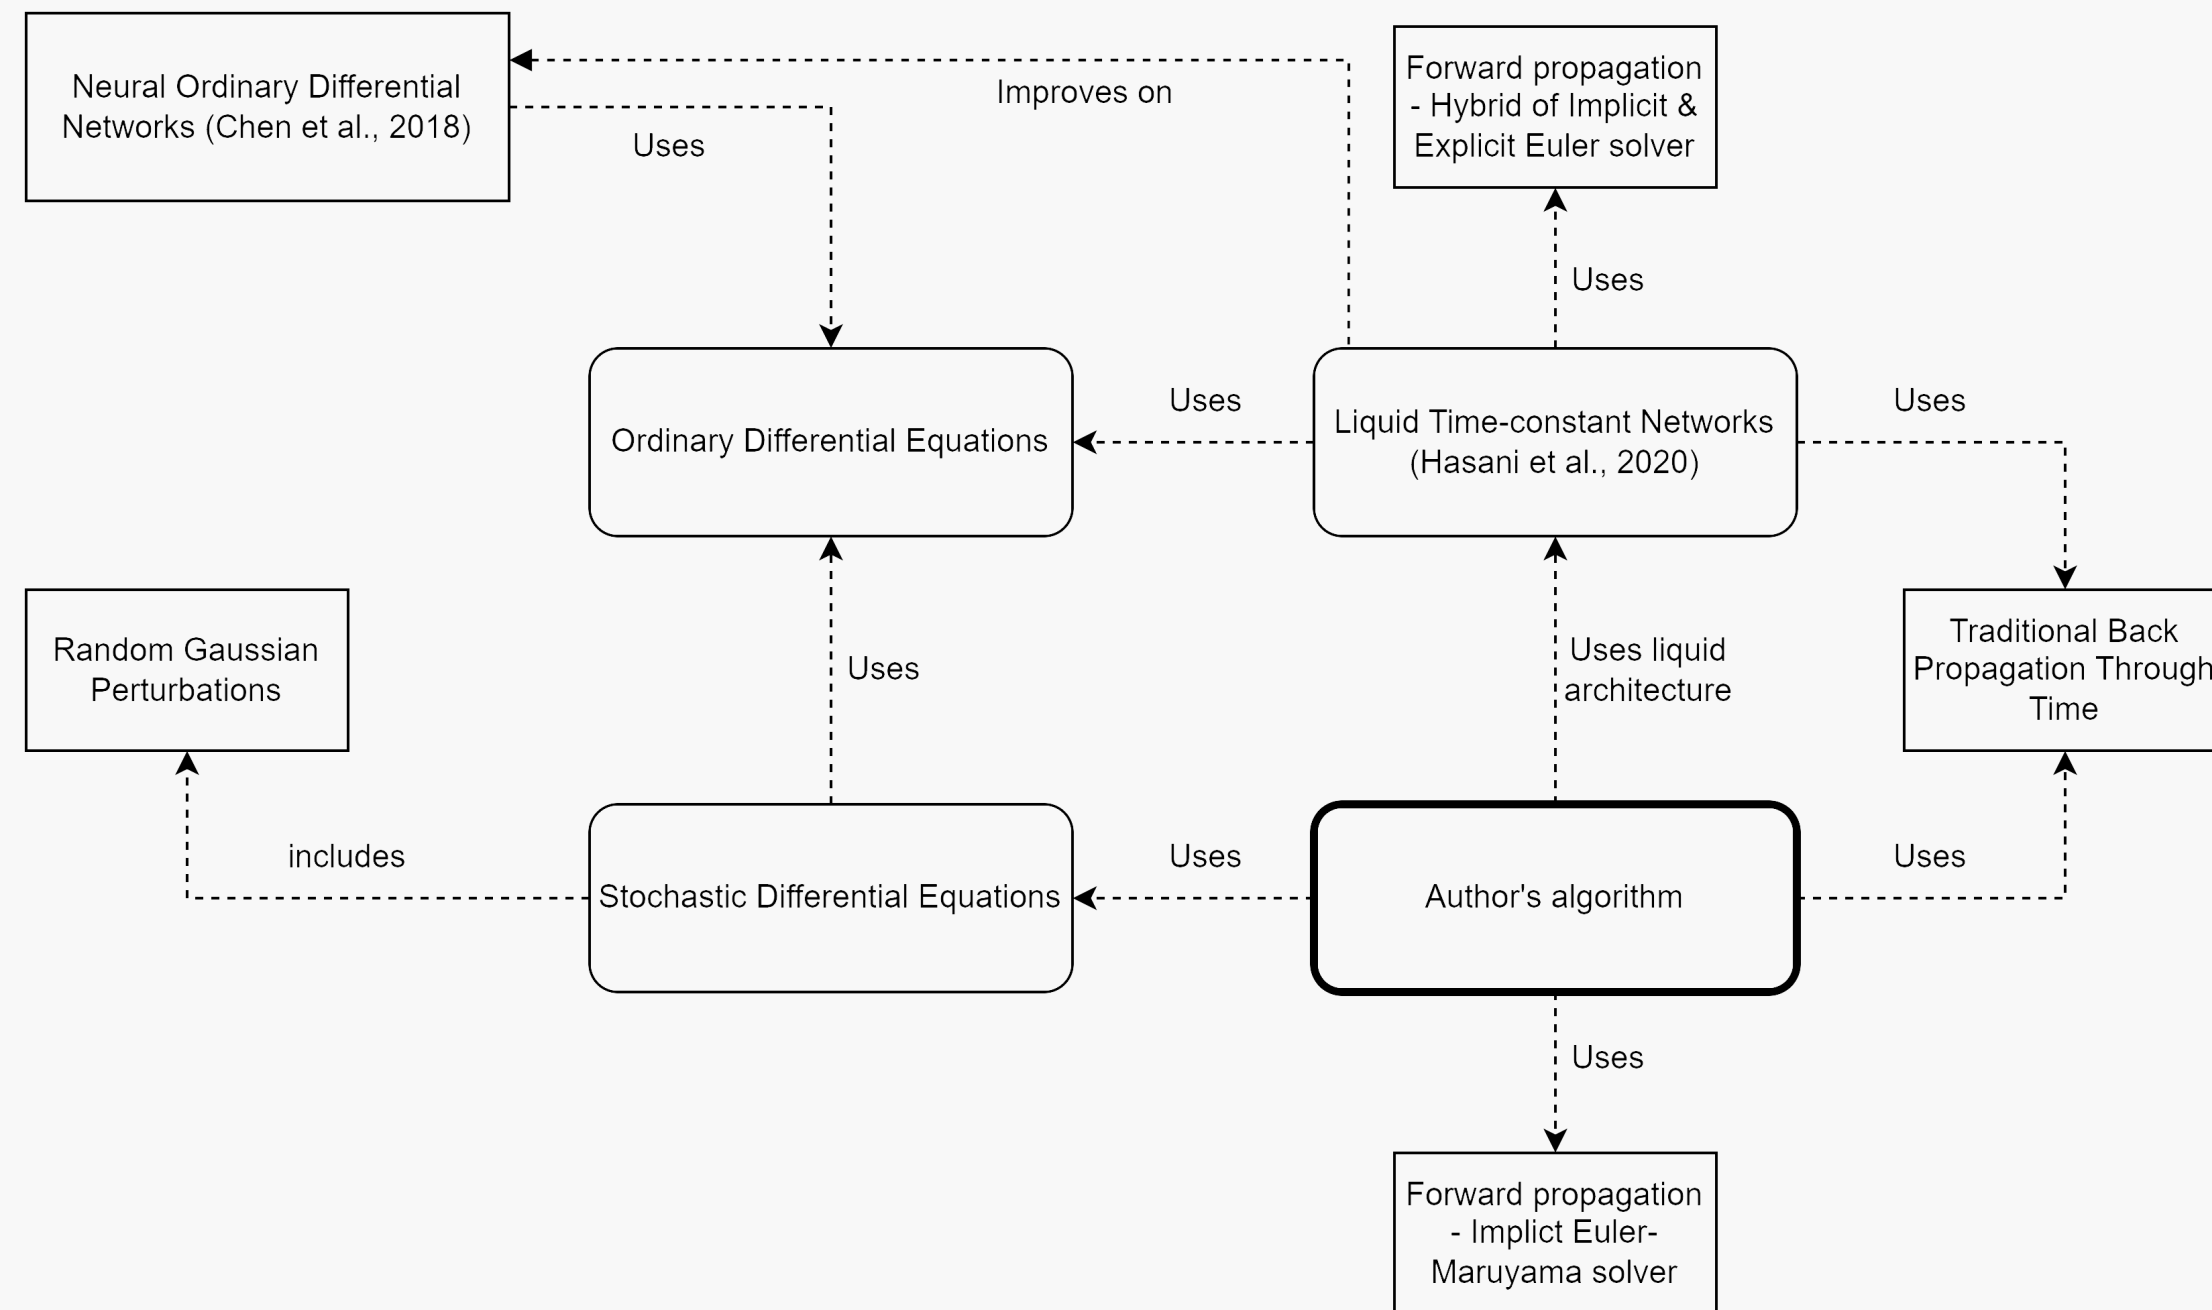 Neural Ordinary Differential
Networks (Chen et al., 2018)
Improves on
Uses
Forward propagation
- Hybrid of Implicit &
Explicit Euler solver
Uses
Ordinary Differential Equations
Uses
Liquid Time-constant Networks
(Hasani et al., 2020)
Uses
Random Gaussian
Perturbations
Uses
Uses liquid
architecture
Traditional Back
Propagation Through
Time
includes
Stochastic Differential Equations
Uses
Author's algorithm
Uses
Uses
Forward propagation
- Implict Euler-
Maruyama solver